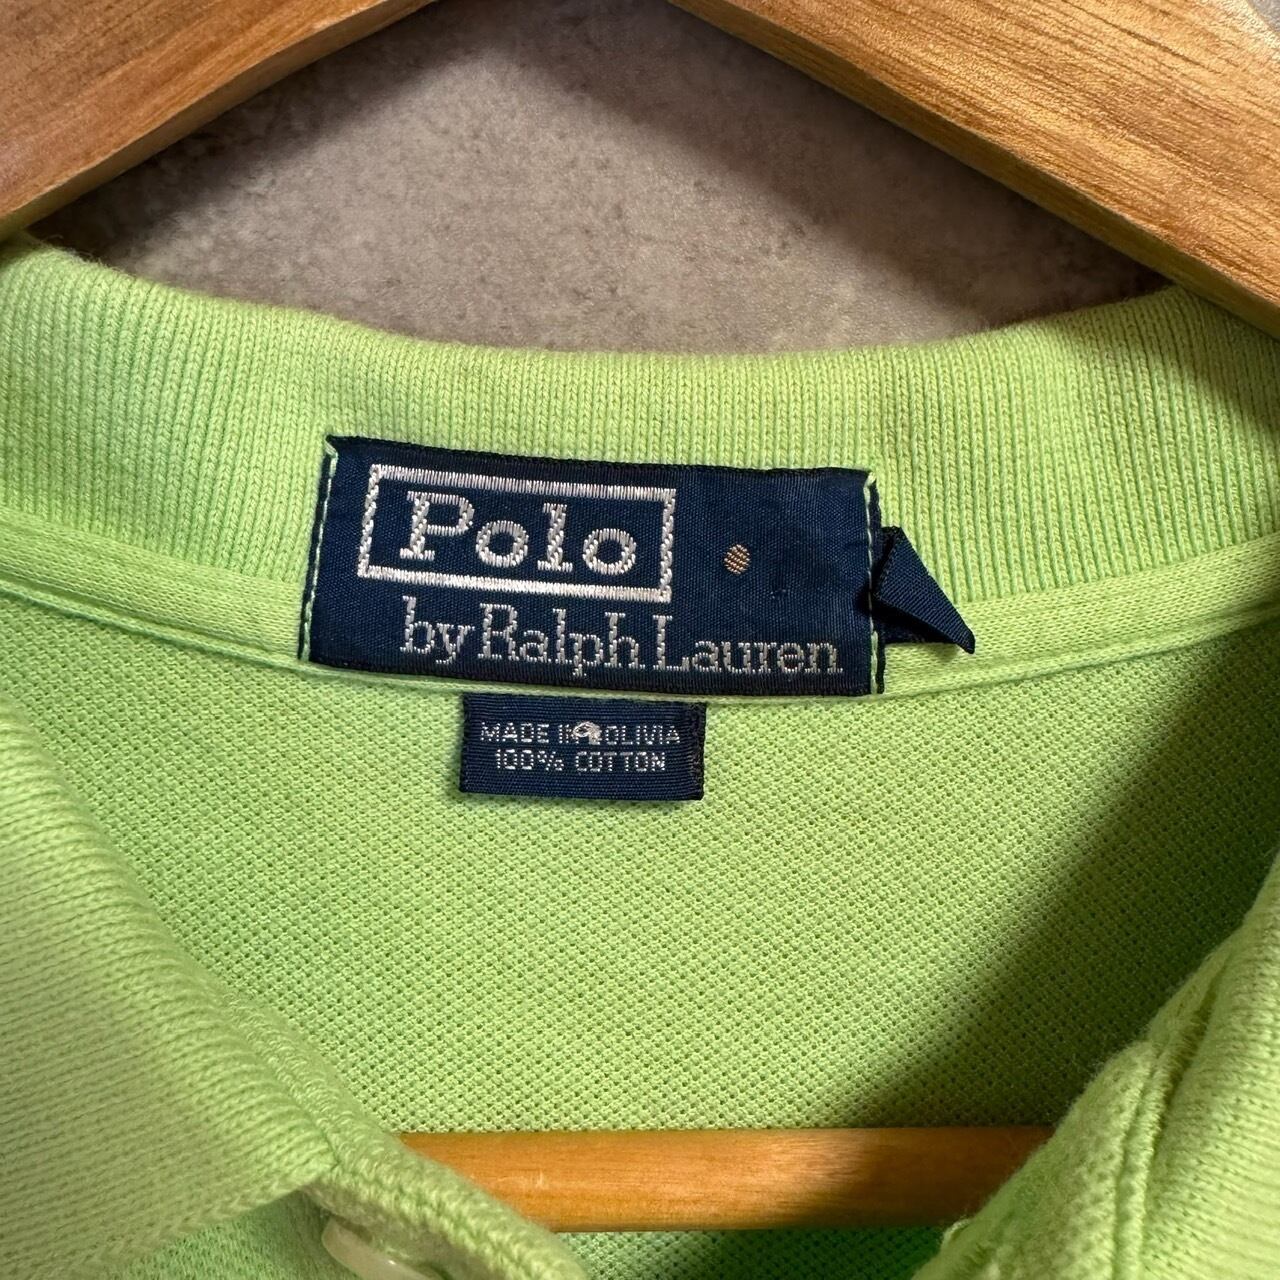 Polo
by Ralph Lauren
MADE IN BOLIVIA
100% COTTON